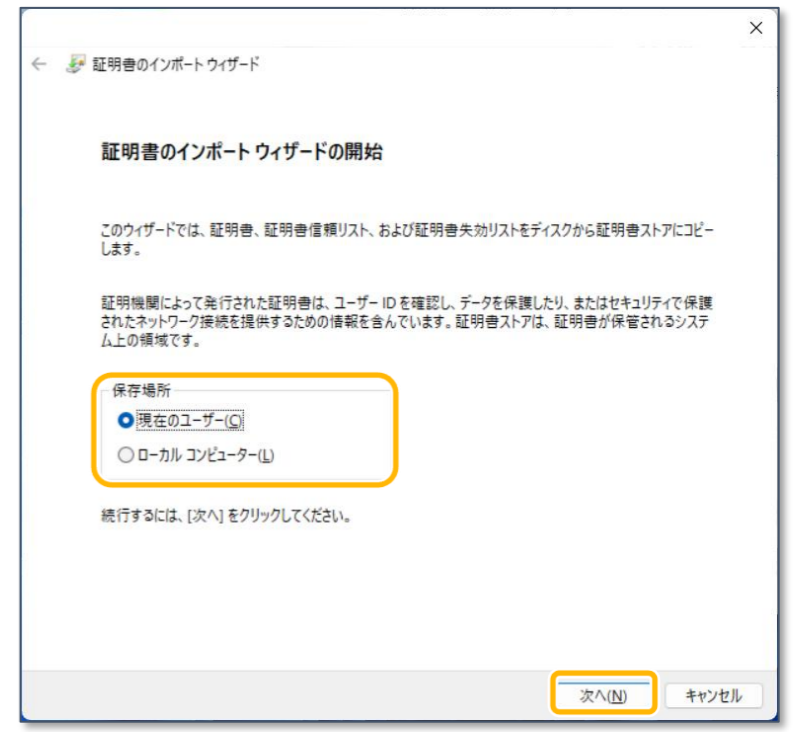 証明書のインポート ウィザード
証明書のインポート ウィザードの開始
このウィザードでは、証明書、証明書信頼リスト、および証明書失効リストをディスクから証明書ストアにコピー
します。
証明機関によって発行された証明書は、ユーザー ID を確認し、データを保護したり、またはセキュリティで保護
されたネットワーク接続を提供するための情報を含んでいます。証明書ストアは、証明書が保管されるシステ
ム上の領域です。
保存場所
現在のユーザー(C)
ローカル コンピューター(L)
続行するには、[次へ] をクリックしてください。
次へ(N)
キャンセル